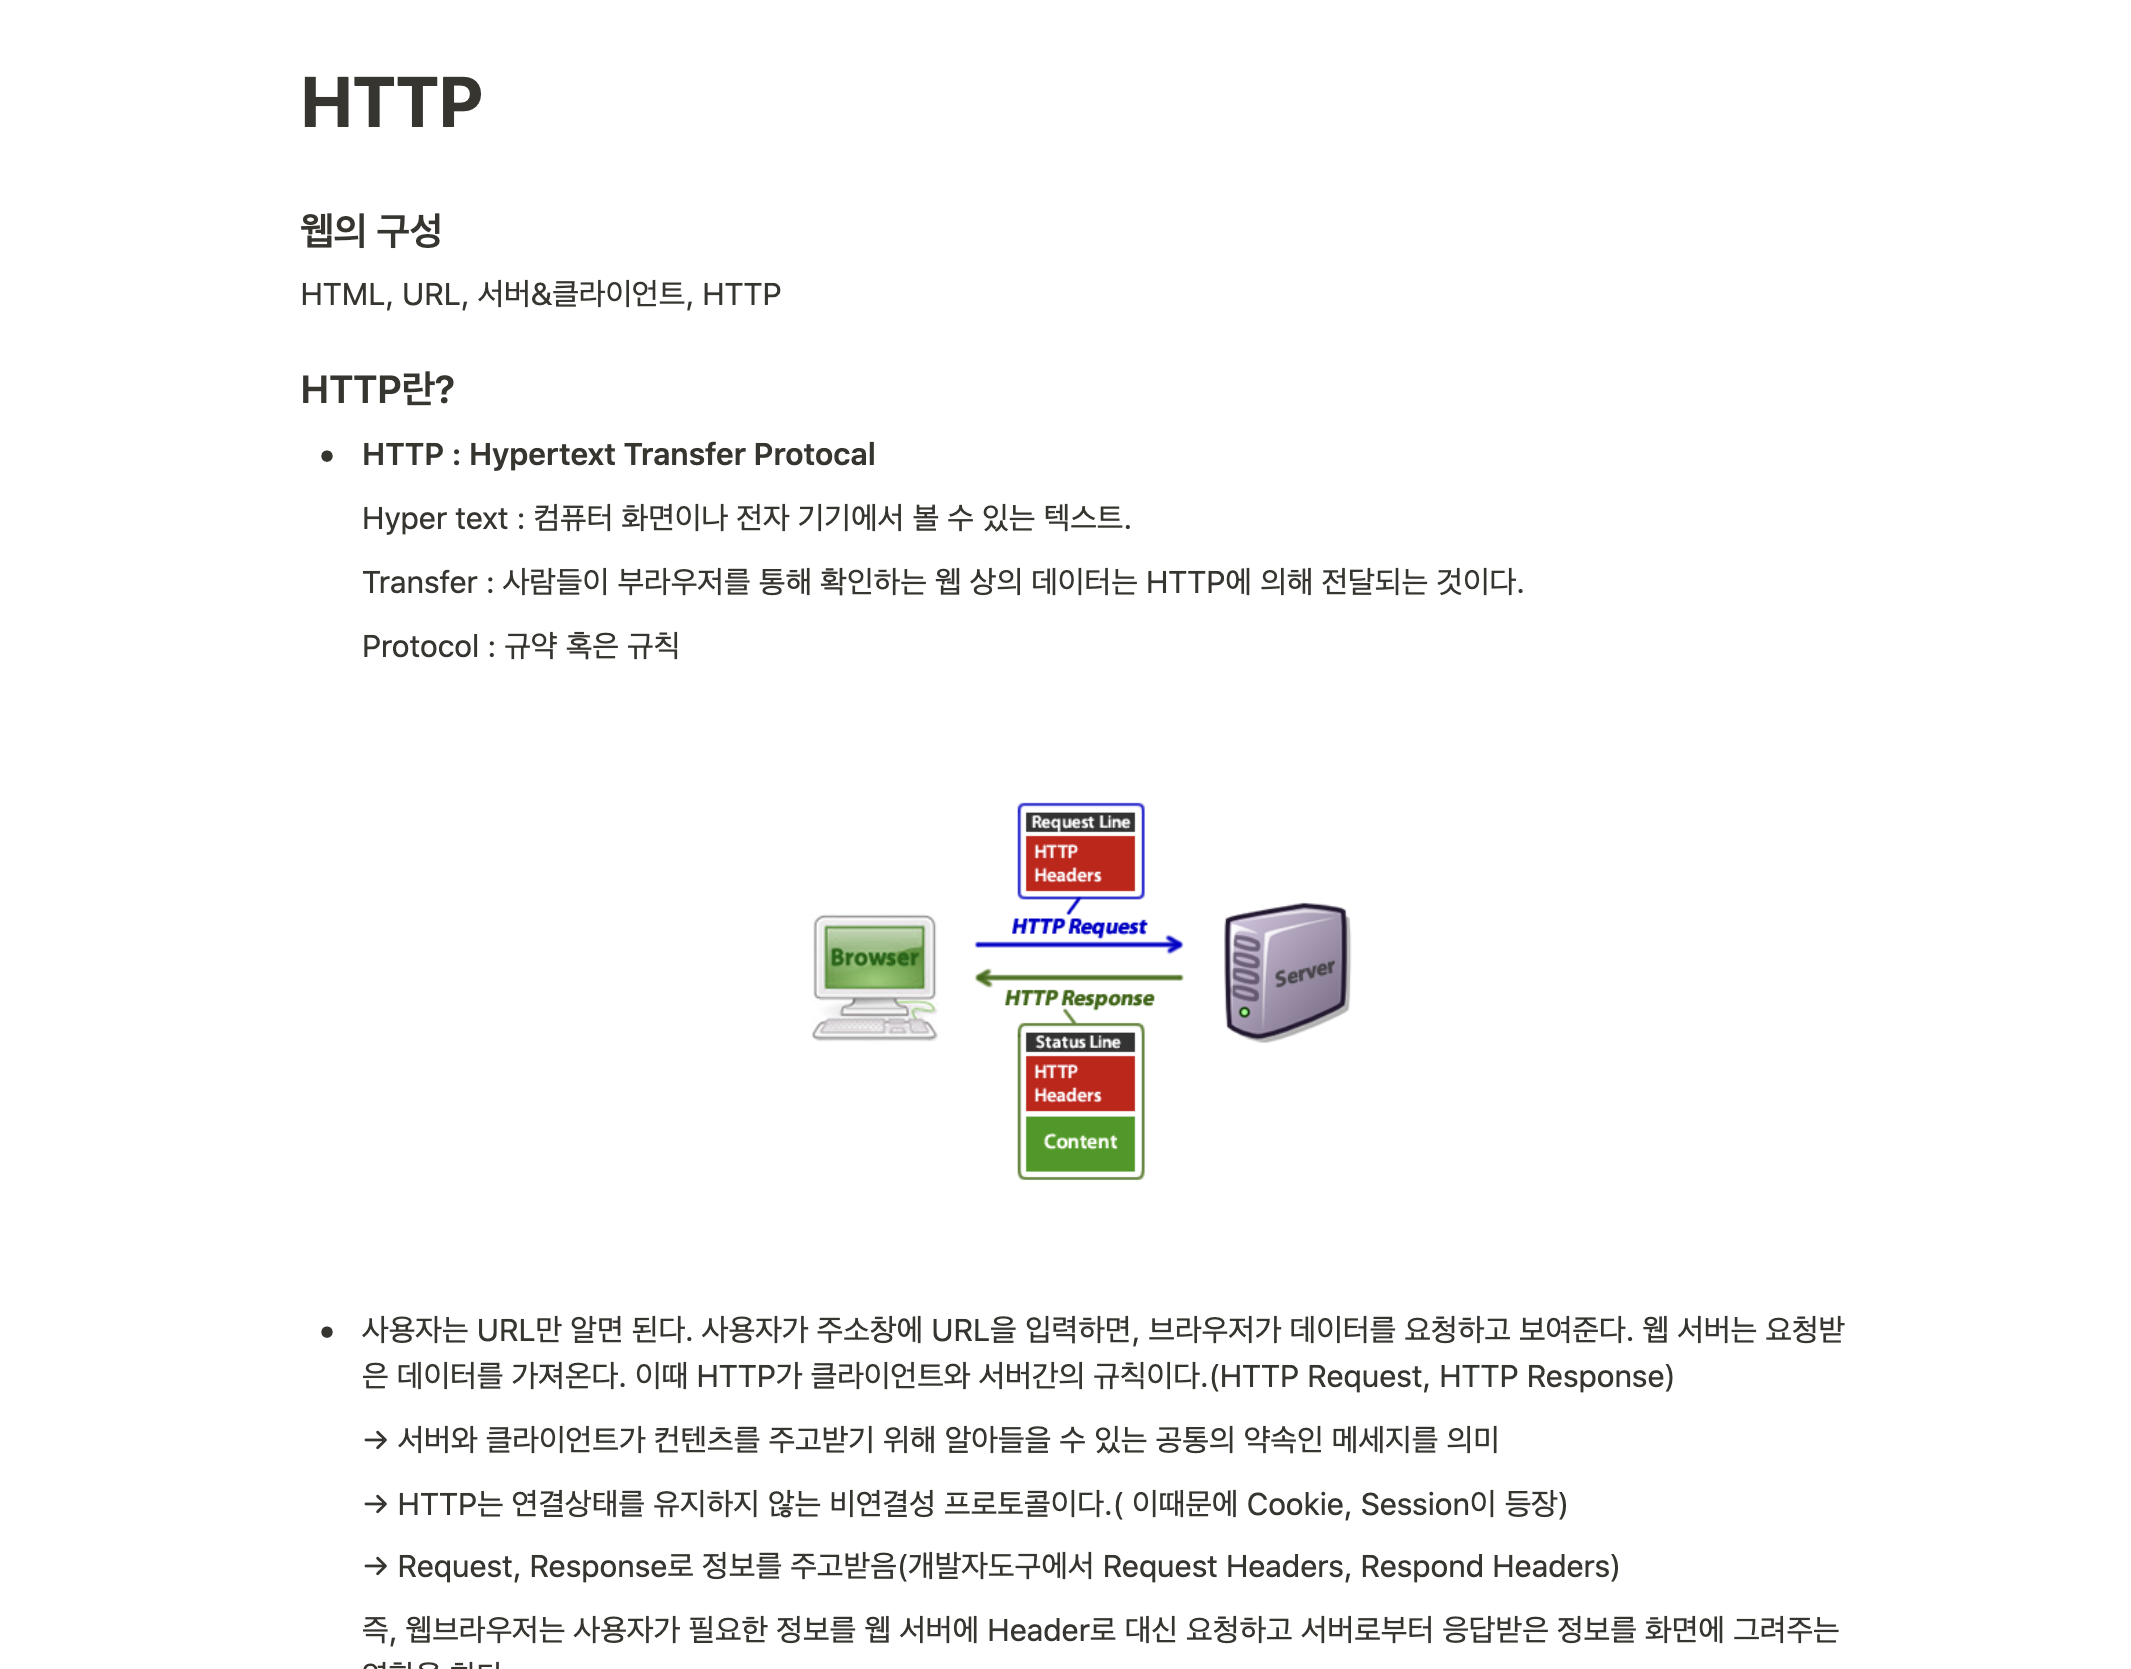 HTTP
웹의 구성
HTML, URL, 서버&클라이언트, HTTP
HTTP란?
• HTTP : Hypertext Transfer Protocal
Hyper text : 컴퓨터 화면이나 전자 기기에서 볼 수 있는 텍스트.
Transfer : 사람들이 부라우저를 통해 확인하는 웹 상의 데이터는 HTTP에 의해 전달되는 것이다.
Protocol : 규약 혹은 규칙
Request Line
HTTP
Headers
HTTP Request
Browser
Server
HTTP Response
Status Line
HTTP
Headers
Content
• 사용자는 URL만 알면 된다. 사용자가 주소창에 URL을 입력하면, 브라우저가 데이터를 요청하고 보여준다. 웹 서버는 요청받
은 데이터를 가져온다. 이때 HTTP가 클라이언트와 서버간의 규칙이다.(HTTP Request, HTTP Response)
→ 서버와 클라이언트가 컨텐츠를 주고받기 위해 알아들을 수 있는 공통의 약속인 메세지를 의미
→ HTTP는 연결상태를 유지하지 않는 비연결성 프로토콜이다.( 이때문에 Cookie, Session이 등장)
→ Request, Response로 정보를 주고받음(개발자도구에서 Request Headers, Respond Headers)
즉, 웹브라우저는 사용자가 필요한 정보를 웹 서버에 Header로 대신 요청하고 서버로부터 응답받은 정보를 화면에 그려주는